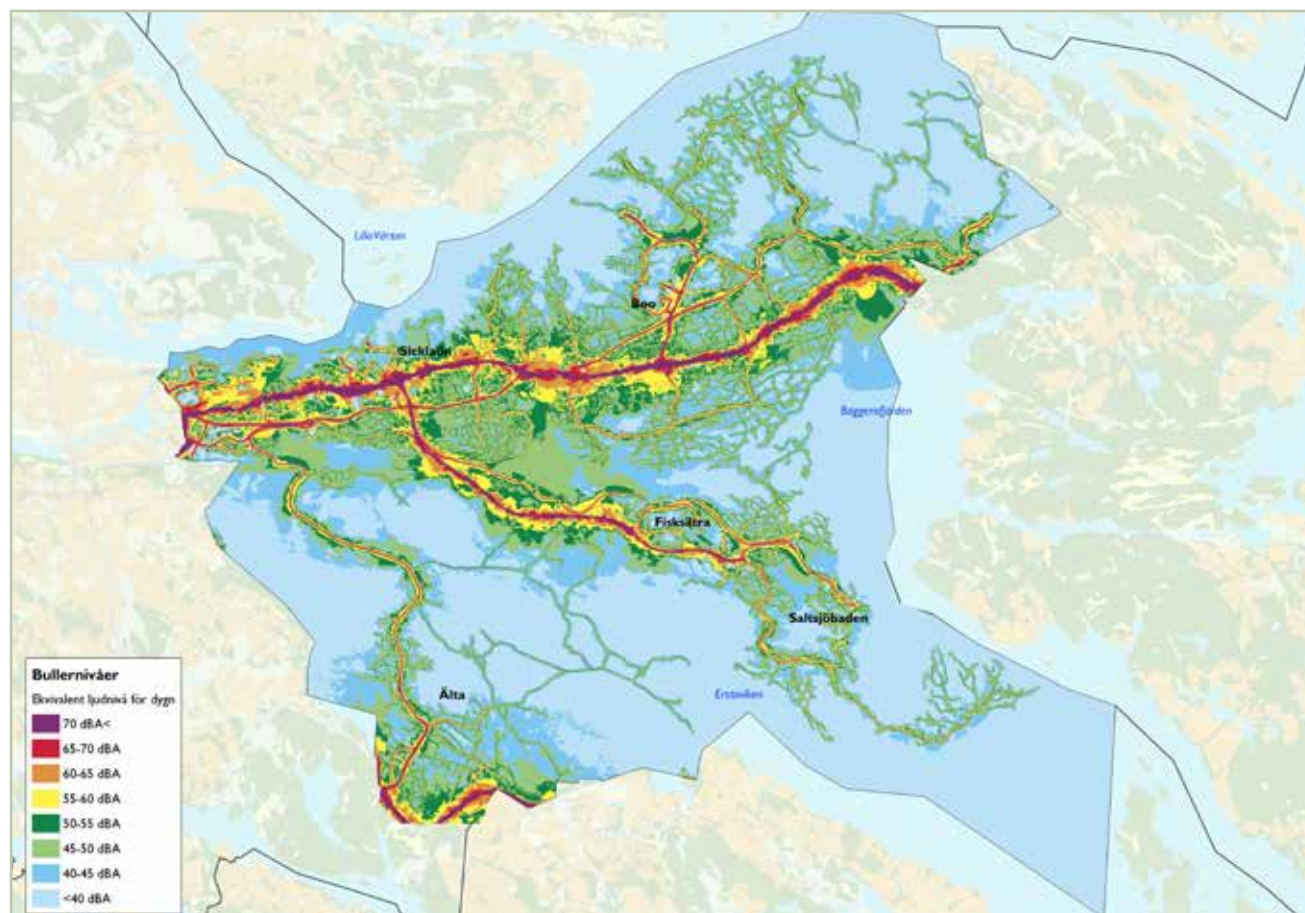 Lilla Värtan
Boo
Sicklaön
Baggensfjärden
Fisksätra
Saltsjöbaden
Älta
Erstaviken
Bullernivåer
Ekvivalent ljudnivå för dygn
70 dBA<
65-70 dBA
60-65 dBA
55-60 dBA
50-55 dBA
45-50 dBA
40-45 dBA
<40 dBA